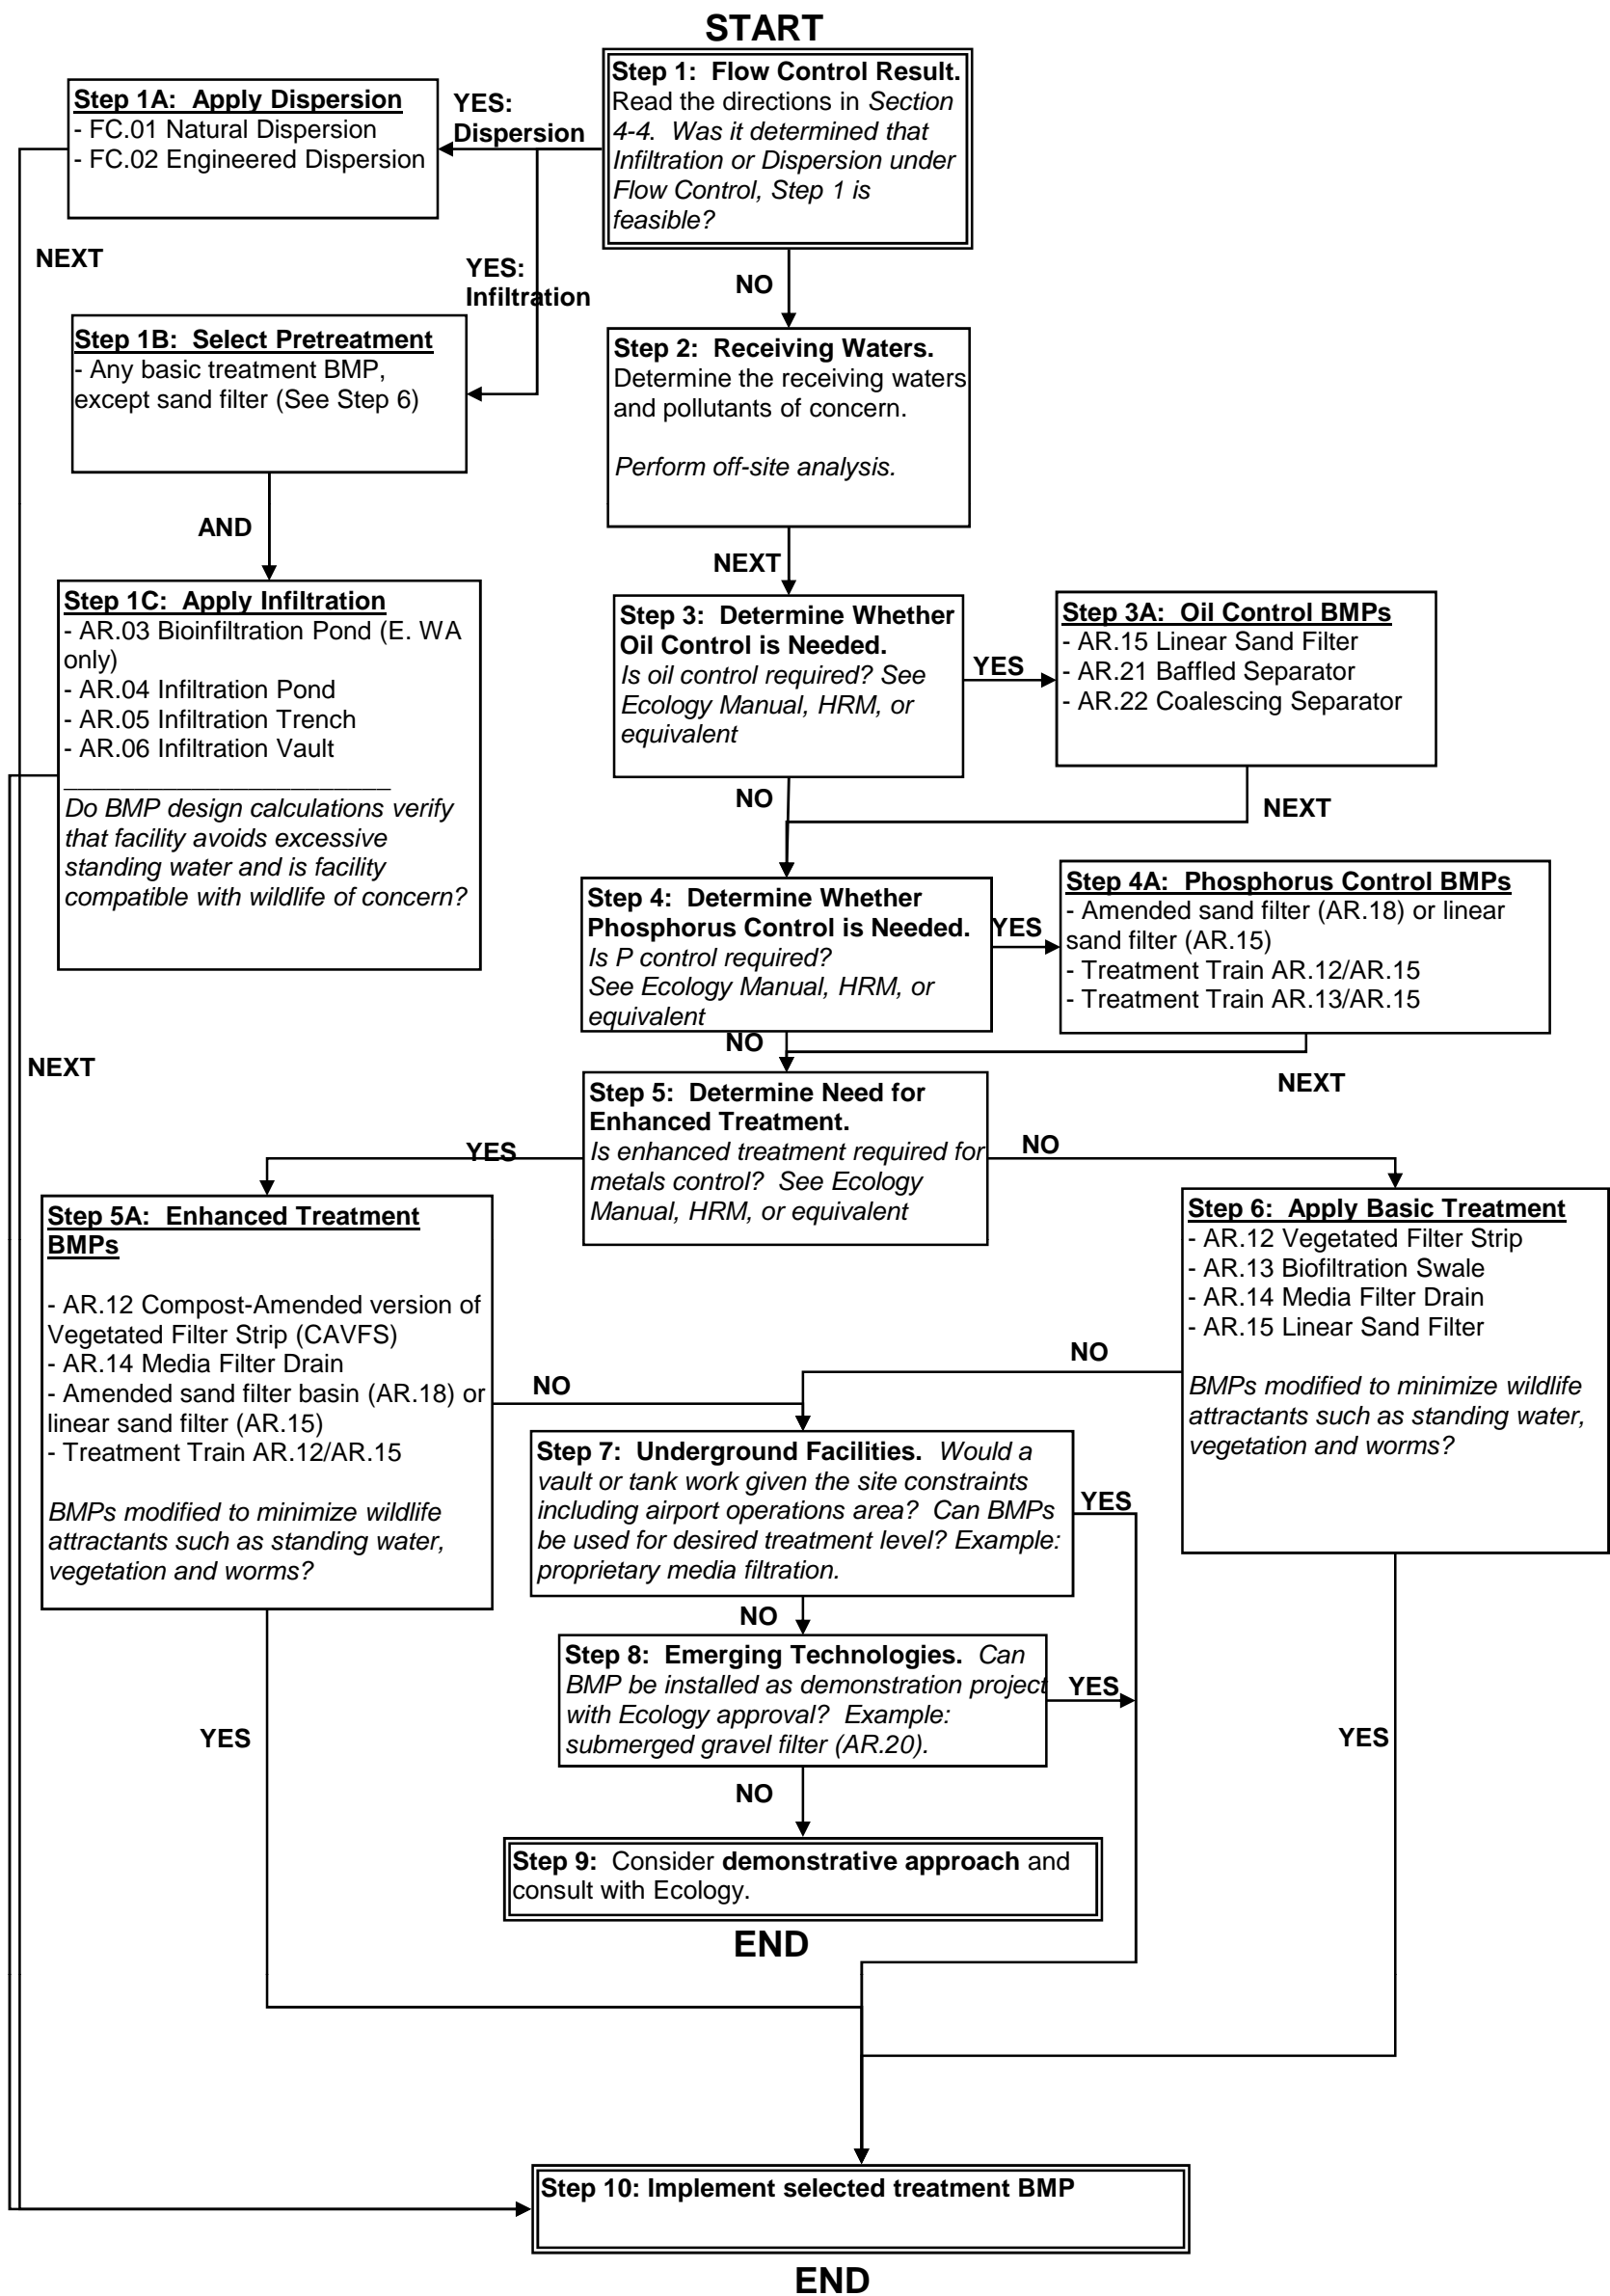 START
Step 1:  Flow Control Result.
Read the directions in Section
4-4.  Was it determined that
Infiltration or Dispersion under
Flow Control, Step 1 is
feasible?
YES:
Dispersion
Step 1A:  Apply Dispersion
- FC.01 Natural Dispersion
- FC.02 Engineered Dispersion
NEXT
YES:
Infiltration
NO
Step 1B:  Select Pretreatment
- Any basic treatment BMP,
except sand filter (See Step 6)
Step 2:  Receiving Waters.
Determine the receiving waters
and pollutants of concern.
Perform off-site analysis.
AND
NEXT
Step 1C:  Apply Infiltration
- AR.03 Bioinfiltration Pond (E. WA
only)
- AR.04 Infiltration Pond
- AR.05 Infiltration Trench
- AR.06 Infiltration Vault
Do BMP design calculations verify
that facility avoids excessive
standing water and is facility
compatible with wildlife of concern?
Step 3:  Determine Whether
Oil Control is Needed.
Is oil control required? See
Ecology Manual, HRM, or
equivalent
YES
Step 3A:  Oil Control BMPs
- AR.15 Linear Sand Filter
- AR.21 Baffled Separator
- AR.22 Coalescing Separator
NO
NEXT
Step 4:  Determine Whether
Phosphorus Control is Needed.
Is P control required?
See Ecology Manual, HRM, or
equivalent
YES
Step 4A:  Phosphorus Control BMPs
- Amended sand filter (AR.18) or linear
sand filter (AR.15)
- Treatment Train AR.12/AR.15
- Treatment Train AR.13/AR.15
NO
NEXT
NEXT
Step 5:  Determine Need for
Enhanced Treatment.
Is enhanced treatment required for
metals control?  See Ecology
Manual, HRM, or equivalent
YES
NO
Step 5A:  Enhanced Treatment
BMPs
- AR.12 Compost-Amended version of
Vegetated Filter Strip (CAVFS)
- AR.14 Media Filter Drain
- Amended sand filter basin (AR.18) or
linear sand filter (AR.15)
- Treatment Train AR.12/AR.15
BMPs modified to minimize wildlife
attractants such as standing water,
vegetation and worms?
Step 6:  Apply Basic Treatment
- AR.12 Vegetated Filter Strip
- AR.13 Biofiltration Swale
- AR.14 Media Filter Drain
- AR.15 Linear Sand Filter
BMPs modified to minimize wildlife
attractants such as standing water,
vegetation and worms?
NO
NO
Step 7:  Underground Facilities.  Would a
vault or tank work given the site constraints
including airport operations area?  Can BMPs
be used for desired treatment level? Example:
proprietary media filtration.
YES
NO
Step 8:  Emerging Technologies.  Can
BMP be installed as demonstration project
with Ecology approval?  Example:
submerged gravel filter (AR.20).
YES
YES
YES
NO
Step 9:  Consider demonstrative approach and
consult with Ecology.
END
Step 10: Implement selected treatment BMP
END